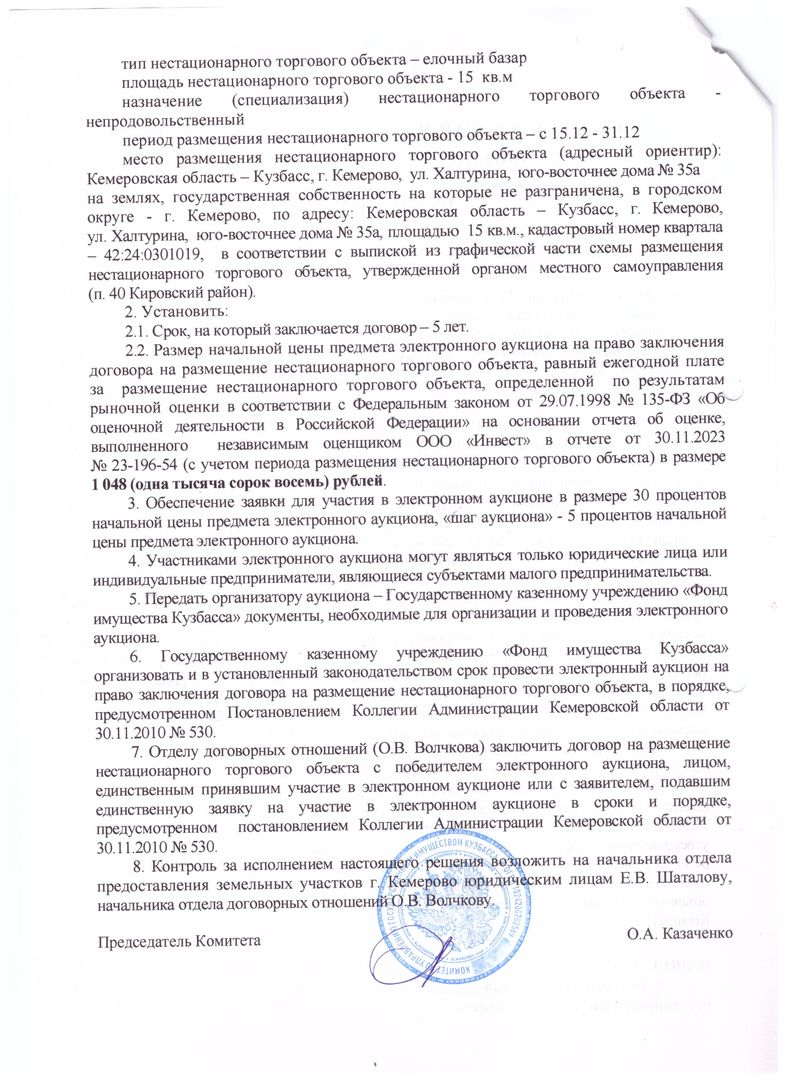 тип нестационарного торгового объекта – елочный базар
площадь нестационарного торгового объекта - 15 кв.м
назначение (специализация) нестационарного торгового объекта -
непродовольственный
период размещения нестационарного торгового объекта – с 15.12 - 31.12
место размещения нестационарного торгового объекта (адресный ориентир):
Кемеровская область – Кузбасс, г. Кемерово, ул. Халтурина, юго-восточнее дома № 35а
на землях, государственная собственность на которые не разграничена, в городском
округе - г. Кемерово, по адресу: Кемеровская область – Кузбасс, г. Кемерово,
ул. Халтурина, юго-восточнее дома № 35а, площадью 15 кв.м., кадастровый номер квартала
– 42:24:0301019, в соответствии с выпиской из графической части схемы размещения
нестационарного торгового объекта, утвержденной органом местного самоуправления
(п. 40 Кировский район).
2. Установить:
2.1. Срок, на который заключается договор – 5 лет.
2.2. Размер начальной цены предмета электронного аукциона на право заключения
договора на размещение нестационарного торгового объекта, равный ежегодной плате
за размещение нестационарного торгового объекта, определенной по результатам
рыночной оценки в соответствии с Федеральным законом от 29.07.1998 № 135-ФЗ «Об
оценочной деятельности в Российской Федерации» на основании отчета об оценке,
выполненного независимым оценщиком ООО «Инвест» в отчете от 30.11.2023
№ 23-196-54 (с учетом периода размещения нестационарного торгового объекта) в размере
1 048 (одна тысяча сорок восемь) рублей.
3. Обеспечение заявки для участия в электронном аукционе в размере 30 процентов
начальной цены предмета электронного аукциона, «шаг аукциона» - 5 процентов начальной
цены предмета электронного аукциона.
4. Участниками электронного аукциона могут являться только юридические лица или
индивидуальные предприниматели, являющиеся субъектами малого предпринимательства.
5. Передать организатору аукциона – Государственному казенному учреждению «Фонд
имущества Кузбасса» документы, необходимые для организации и проведения электронного
аукциона.
6. Государственному казенному учреждению «Фонд имущества Кузбасса»
организовать и в установленный законодательством срок провести электронный аукцион на
право заключения договора на размещение нестационарного торгового объекта, в порядке,
предусмотренном Постановлением Коллегии Администрации Кемеровской области от
30.11.2010 № 530.
7. Отделу договорных отношений (О.В. Волчкова) заключить договор на размещение
нестационарного торгового объекта с победителем электронного аукциона, лицом,
единственным принявшим участие в электронном аукционе или с заявителем, подавшим
единственную заявку на участие в электронном аукционе в сроки и порядке,
предусмотренном постановлением Коллегии Администрации Кемеровской области от
30.11.2010 № 530.
8. Контроль за исполнением настоящего решения возложить на начальника отдела
предоставления земельных участков г. Кемерово юридическим лицам Е.В. Шаталову,
начальника отдела договорных отношений О.В. Волчкову.
Председатель Комитета
О.А. Казаченко